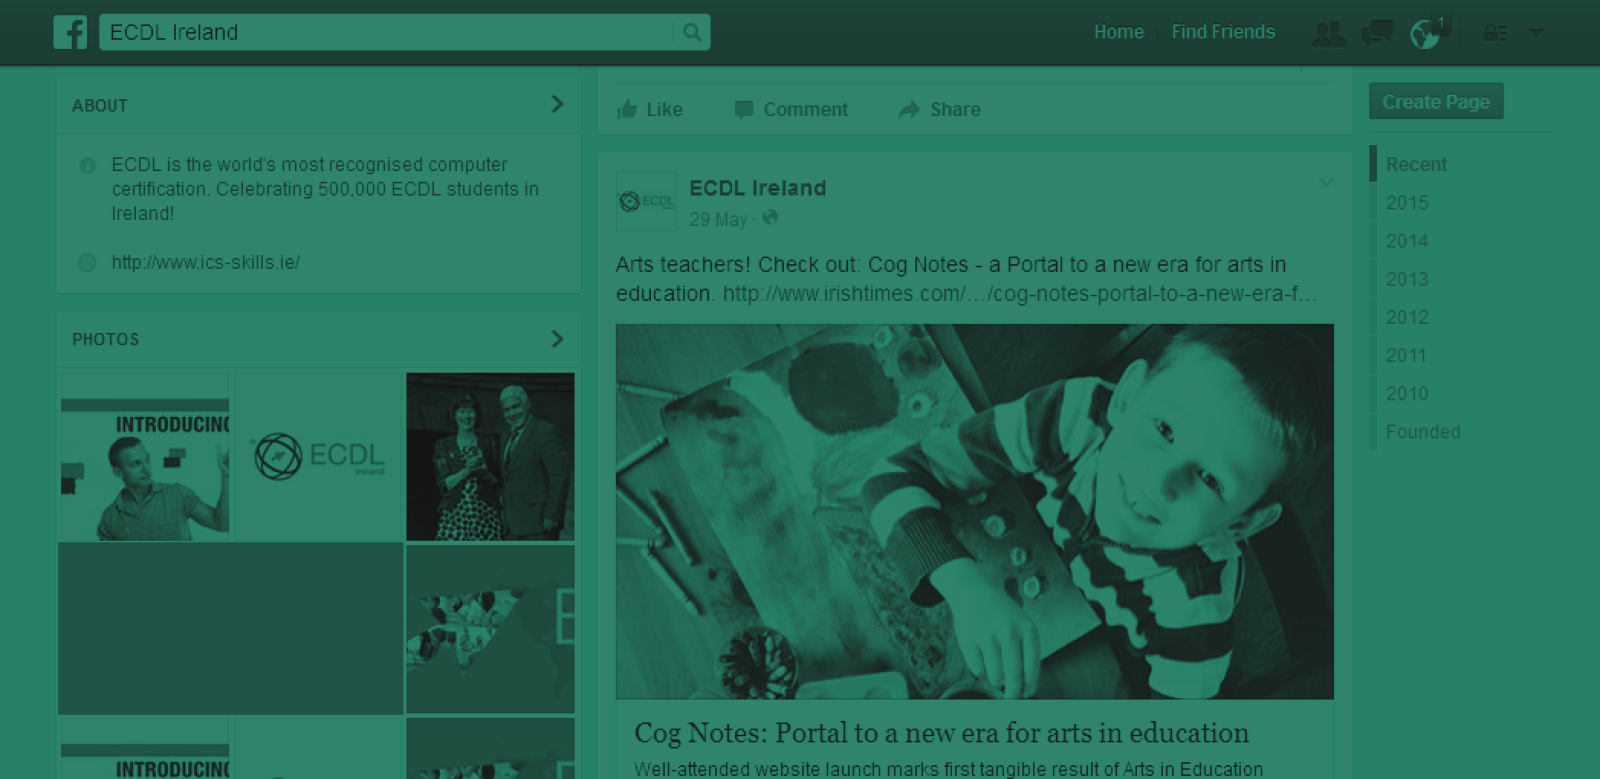 ECDL Ireland
Home
Find Friends
1
ABOUT
ECDL is the world's most recognised computer
certification. Celebrating 500,000 ECDL students in
Ireland!
http://www.ics-skills.ie/
PHOTOS
INTRODUCING
ECDL
Ireland
INTRODUCING
Like
Comment
Share
ECDL
ECDL Ireland
29 May ·
Arts teachers! Check out: Cog Notes - a Portal to a new era for arts in
education. http://www.irishtimes.com/…/cog-notes-portal-to-a-new-era-f…
Cog Notes: Portal to a new era for arts in education
Well-attended website launch marks first tangible result of Arts in Education
Create Page
Recent
2015
2014
2013
2012
2011
2010
Founded